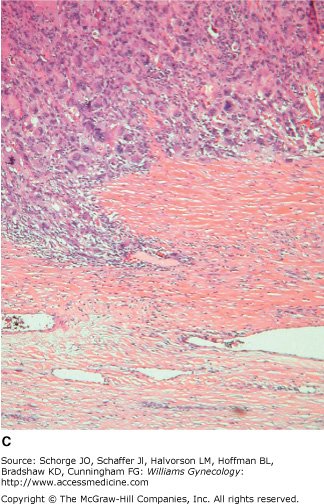 C
Source: Schorge JO, Schaffer JI, Halvorson LM, Hoffman BL,
Bradshaw KD, Cunningham FG: Williams Gynecology:
http://www.accessmedicine.com
Copyright © The McGraw-Hill Companies, Inc. All rights reserved.